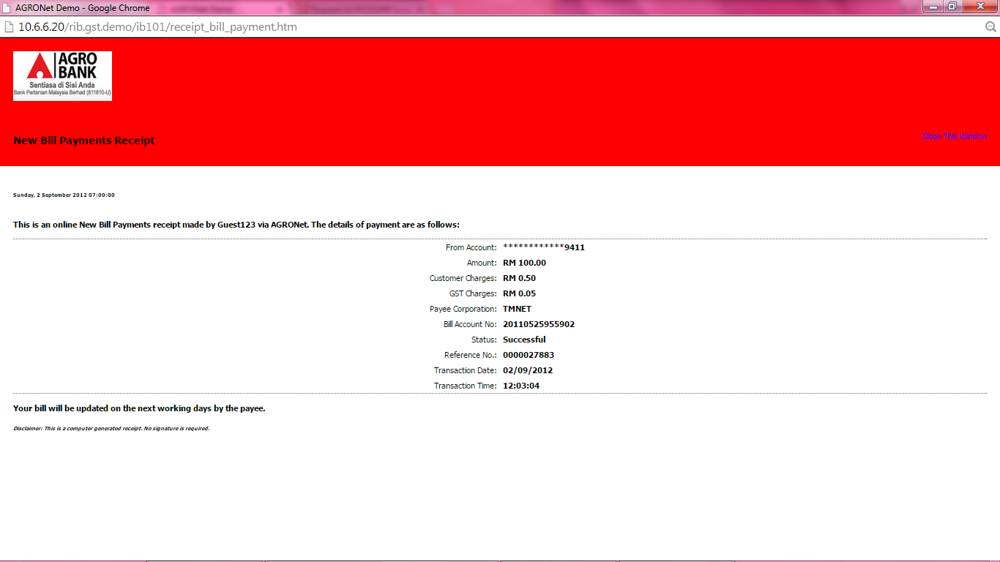 AGRONet Demo - Google Chrome
10.6.6.20/rib.gst.demo/ib101/receipt_bill_payment.htm
AGRO
BANK
Sentiasa di Sisi Anda
Bank Pertanian Malaysia Berhad (811810-U)
New Bill Payments Receipt
Close This Window
Sunday, 2 September 2012 07:00:00
This is an online New Bill Payments receipt made by Guest123 via AGRONet. The details of payment are as follows:
From Account: ************9411
Amount: RM 100.00
Customer Charges: RM 0.50
GST Charges: RM 0.05
Payee Corporation: TMNET
Bill Account No: 20110525955902
Status: Successful
Reference No.: 0000027883
Transaction Date: 02/09/2012
Transaction Time: 12:03:04
Your bill will be updated on the next working days by the payee.
Disclaimer: This is a computer generated receipt. No signature is required.